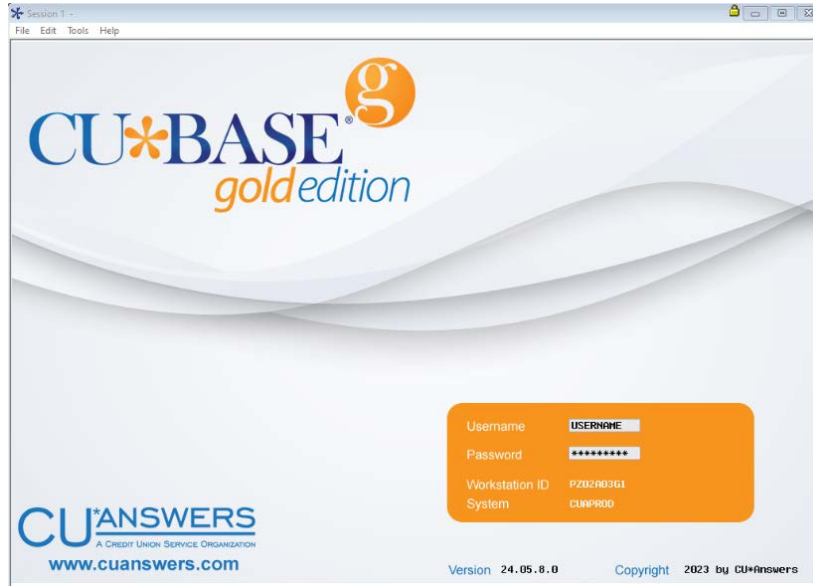 Session 1 -
File Edit Tools Help
CU*BASE®
g
gold edition
Username USERNAME
Password *********
Workstation ID PZ02AD3G1
System CUAPROD
CU*ANSWERS
A CREDIT UNION SERVICE ORGANIZATION
www.cuanswers.com
Version 24.05.8.0 Copyright 2023 by CU*Answers